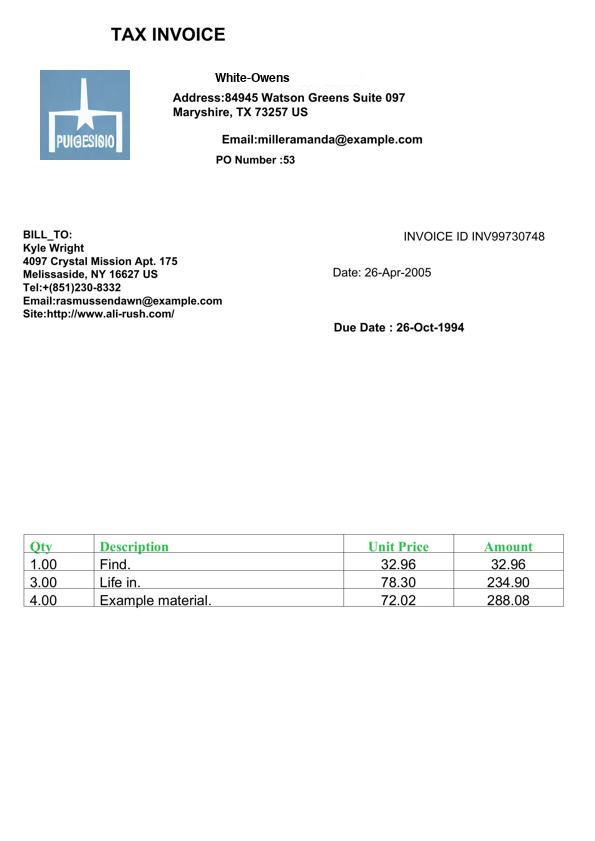 TAX INVOICE
PUIGESISIO
White-Owens
Address:84945 Watson Greens Suite 097
Maryshire, TX 73257 US
Email:milleramanda@example.com
PO Number :53
BILL_TO:
Kyle Wright
4097 Crystal Mission Apt. 175
Melissaside, NY 16627 US
Tel:+(851)230-8332
Email:rasmussendawn@example.com
Site:http://www.ali-rush.com/
INVOICE ID INV99730748
Date: 26-Apr-2005
Due Date : 26-Oct-1994
Qty Description Unit Price Amount
1.00 Find. 32.96 32.96
3.00 Life in. 78.30 234.90
4.00 Example material. 72.02 288.08